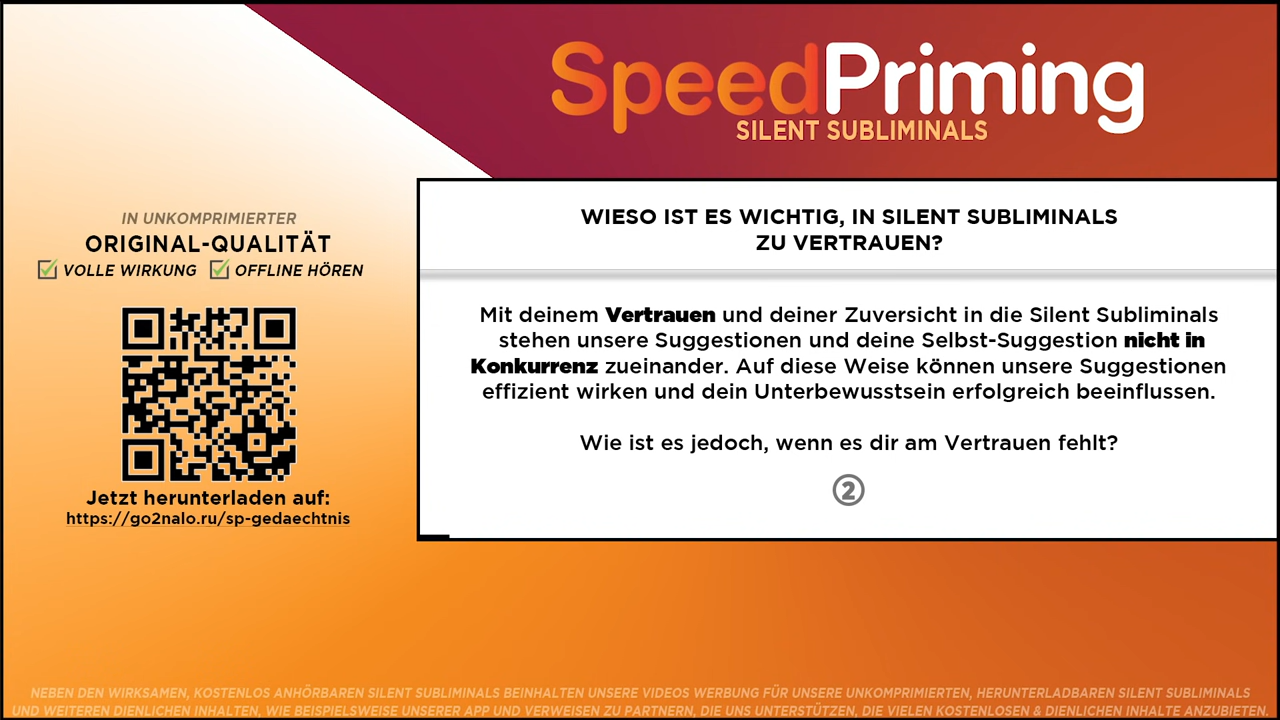 SpeedPriming
SILENT SUBLIMINALS
IN UNKOMPRIMIERTER
ORIGINAL-QUALITÄT
VOLLE WIRKUNG OFFLINE HÖREN
Jetzt herunterladen auf:
https://go2nalo.ru/sp-gedaechtnis
WIESO IST ES WICHTIG, IN SILENT SUBLIMINALS
ZU VERTRAUEN?
Mit deinem Vertrauen und deiner Zuversicht in die Silent Subliminals
stehen unsere Suggestionen und deine Selbst-Suggestion nicht in
Konkurrenz zueinander. Auf diese Weise können unsere Suggestionen
effizient wirken und dein Unterbewusstsein erfolgreich beeinflussen.
Wie ist es jedoch, wenn es dir am Vertrauen fehlt?
②
NEBEN DEN WIRKSAMEN, KOSTENLOS ANHÖRBAREN SILENT SUBLIMINALS BEINHALTEN UNSERE VIDEOS WERBUNG FÜR UNSERE UNKOMPRIMIERTEN, HERUNTERLADBAREN SILENT SUBLIMINALS
UND WEITEREN DIENLICHEN INHALTEN, WIE BEISPIELSWEISE UNSERER APP UND VERWEISEN ZU PARTNERN, DIE UNS UNTERSTÜTZEN, DIE VIELEN KOSTENLOSEN & DIENLICHEN INHALTE ANZUBIETEN.